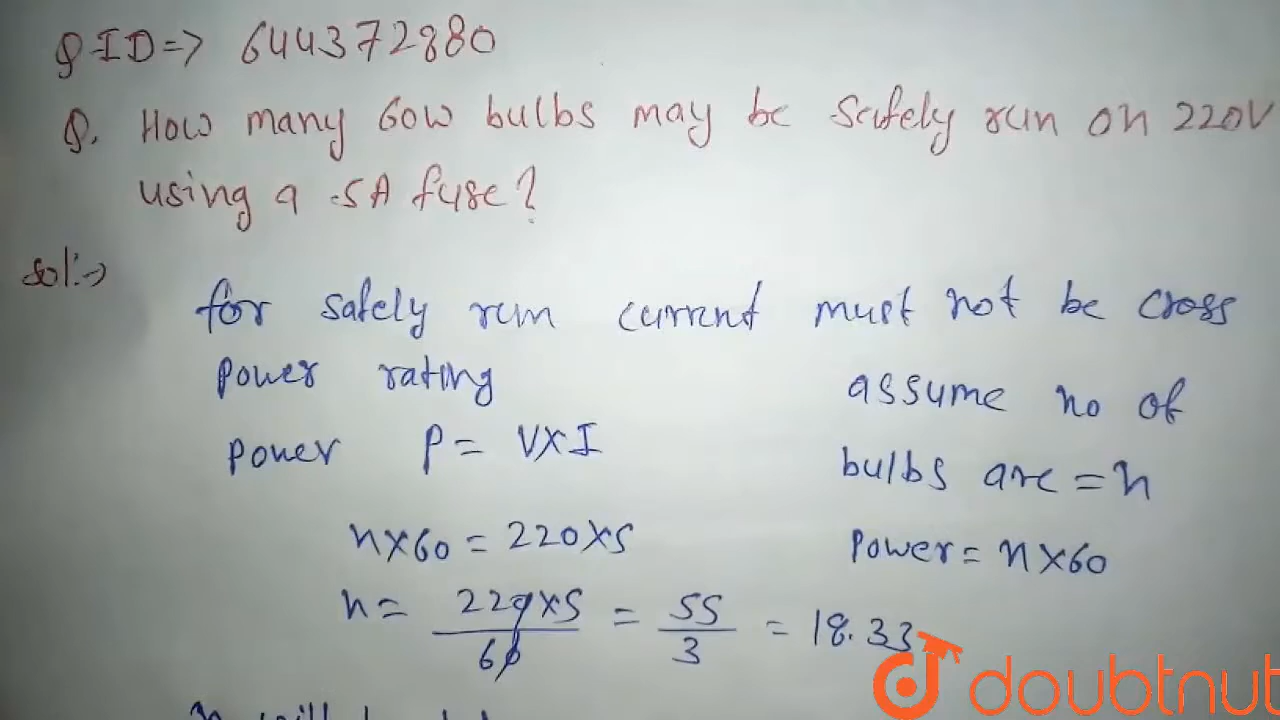 QID=> 644372880
Q. How many 60W bulbs may be safely run on 220V
using a 5A fuse?
Sol:->
for safely run current must not be cross
power rating
power P = V×I
n×60 = 220×5
n = 220×5/60 = 55/3 = 18.33
assume no of
bulbs are = n
Power = n×60
n will
doubtnut